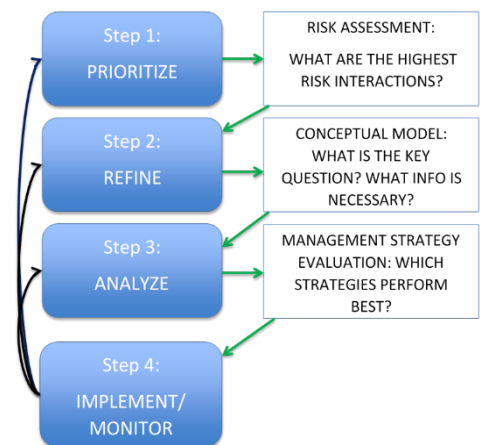 Step 1:
PRIORITIZE
RISK ASSESSMENT:
WHAT ARE THE HIGHEST
RISK INTERACTIONS?
Step 2:
REFINE
CONCEPTUAL MODEL:
WHAT IS THE KEY
QUESTION? WHAT INFO IS
NECESSARY?
Step 3:
ANALYZE
MANAGEMENT STRATEGY
EVALUATION: WHICH
STRATEGIES PERFORM
BEST?
Step 4:
IMPLEMENT/
MONITOR